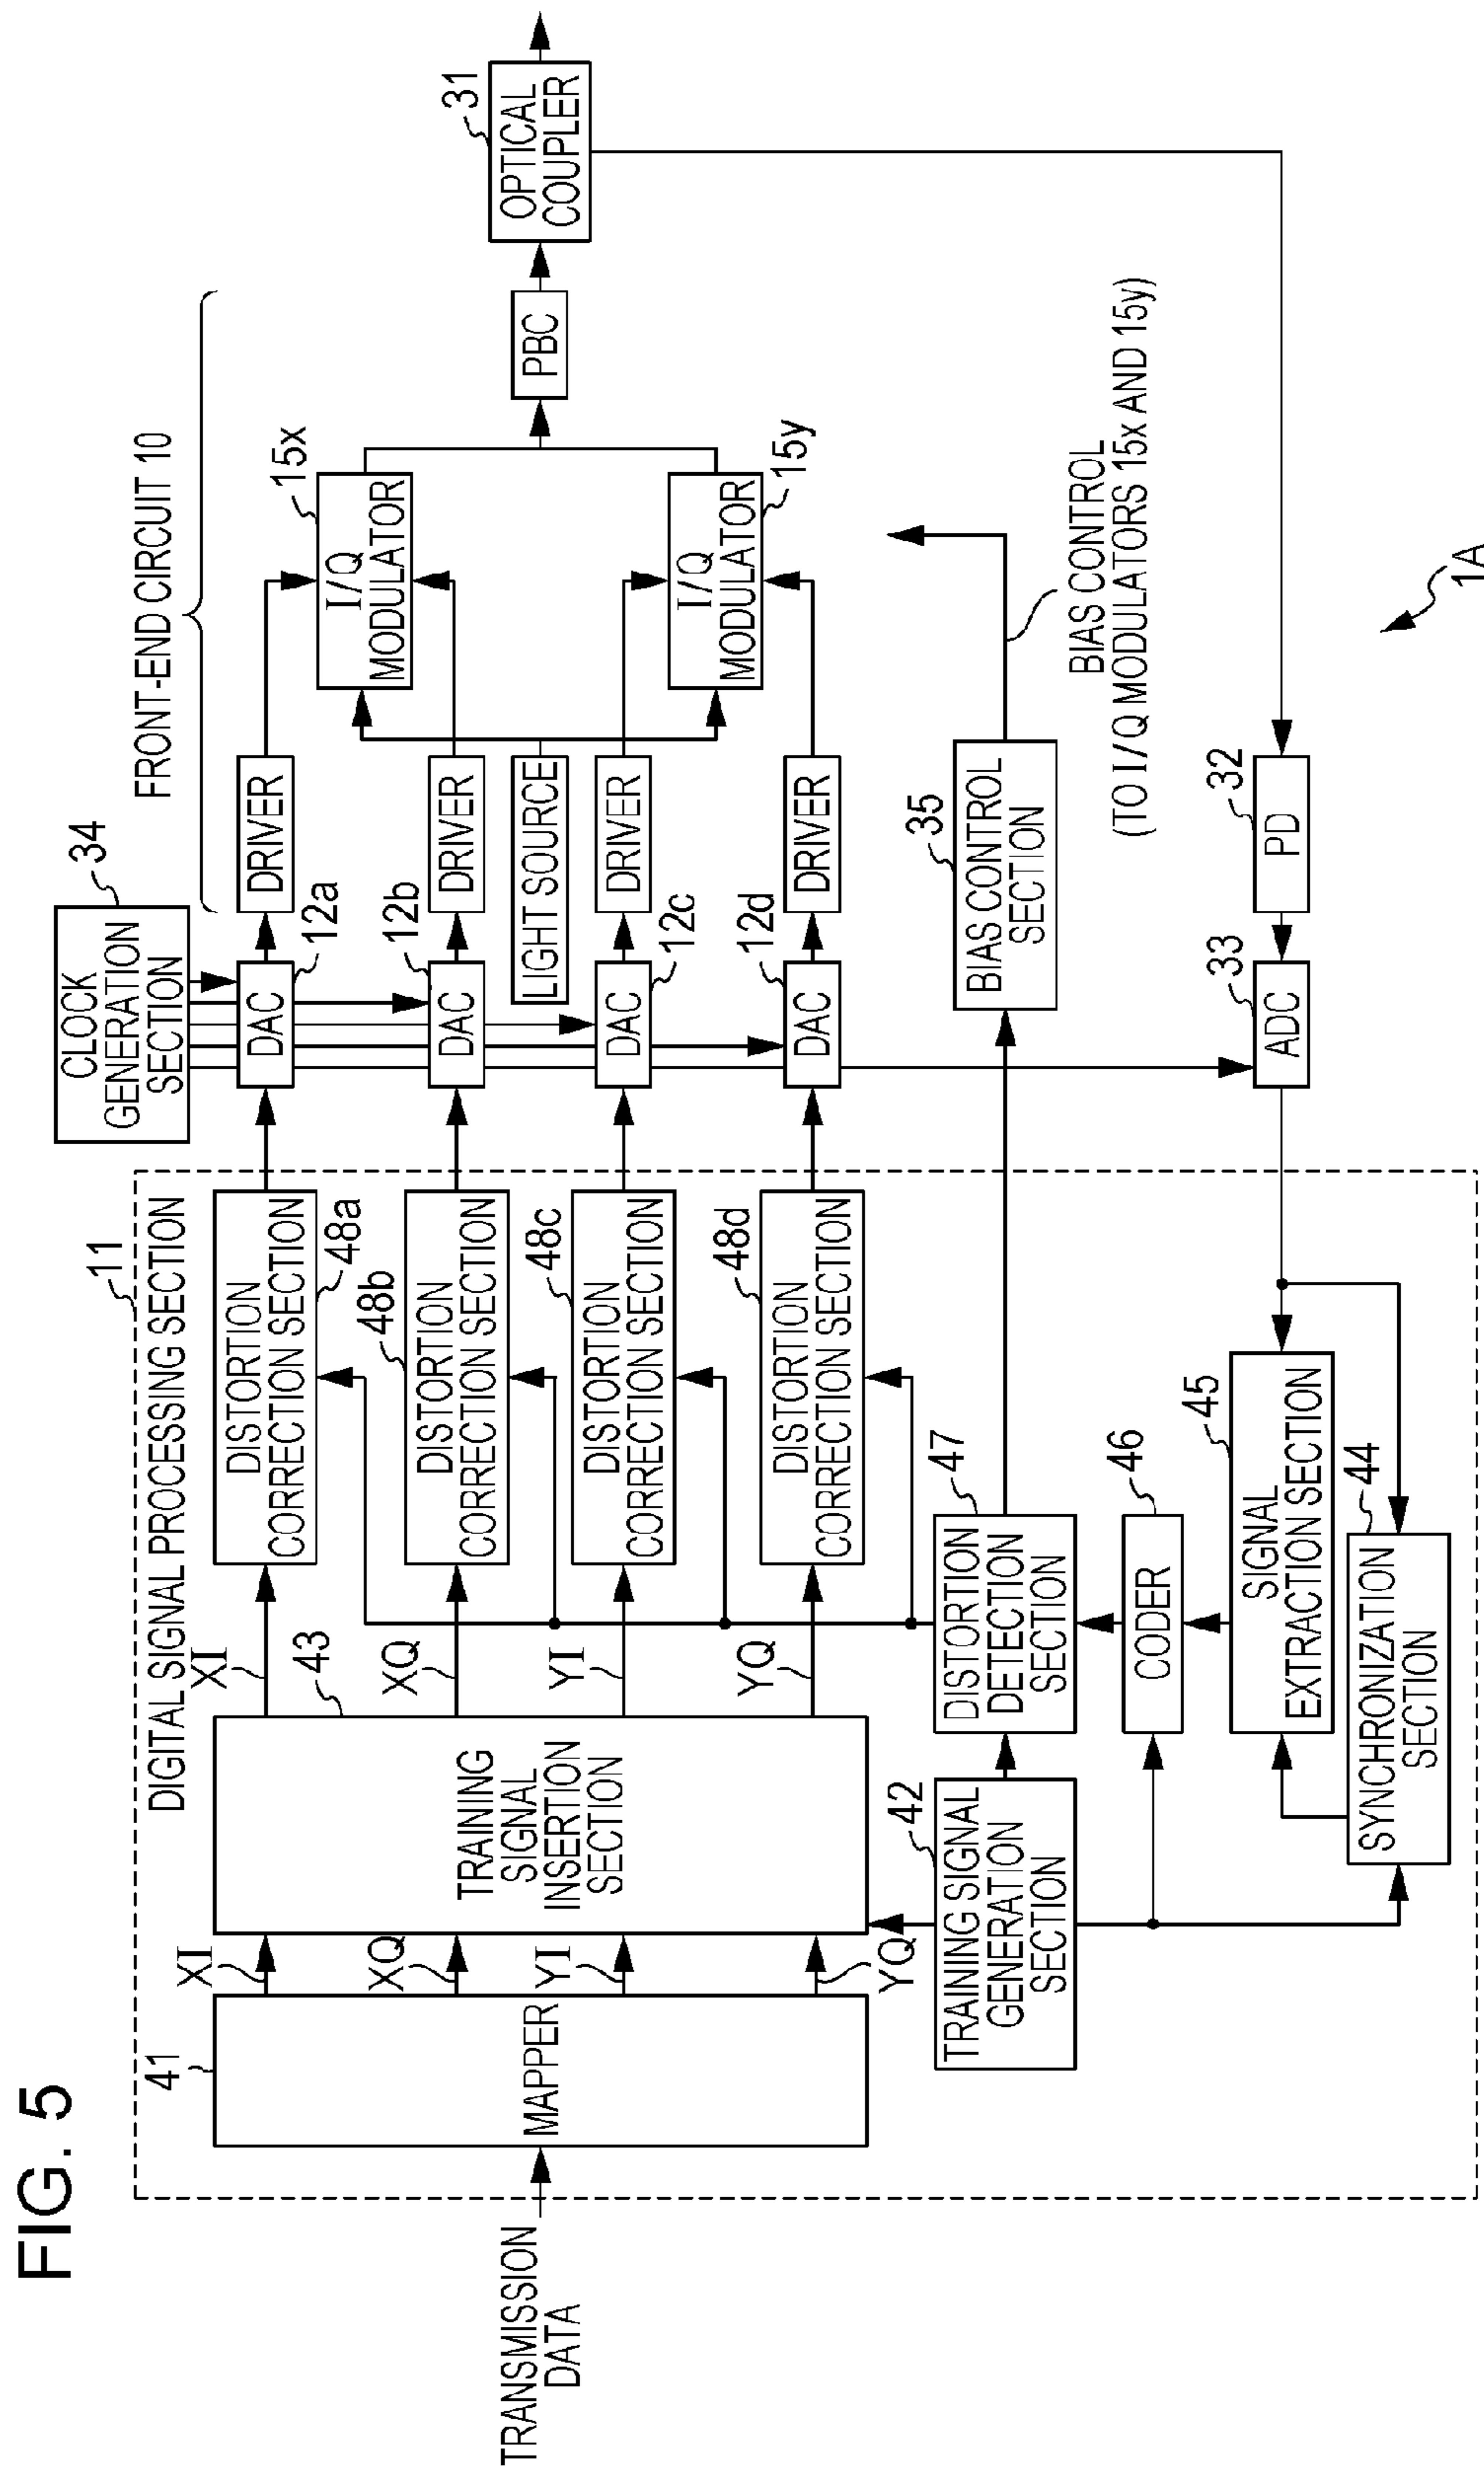 FIG. 5
TRANSMISSION
DATA
11
DIGITAL SIGNAL PROCESSING SECTION
41
MAPPER
XI
XQ
YI
YQ
43
TRAINING
SIGNAL
INSERTION
SECTION
XI
XQ
YI
YQ
DISTORTION
CORRECTION SECTION
48a
DISTORTION
CORRECTION SECTION
48b
DISTORTION
CORRECTION SECTION
48c
DISTORTION
CORRECTION SECTION
48d
42
TRAINING SIGNAL
GENERATION
SECTION
47
DISTORTION
DETECTION
SECTION
46
CODER
45
SIGNAL
EXTRACTION SECTION
44
SYNCHRONIZATION
SECTION
34
CLOCK
GENERATION
SECTION
DAC
12a
DAC
12b
DAC
12c
DAC
12d
FRONT-END CIRCUIT 10
DRIVER
DRIVER
LIGHT SOURCE
DRIVER
DRIVER
15x
I/Q
MODULATOR
15y
I/Q
MODULATOR
PBC
31
OPTICAL
COUPLER
35
BIAS CONTROL
SECTION
BIAS CONTROL
(TO I/Q MODULATORS 15x AND 15y)
33
ADC
32
PD
1A